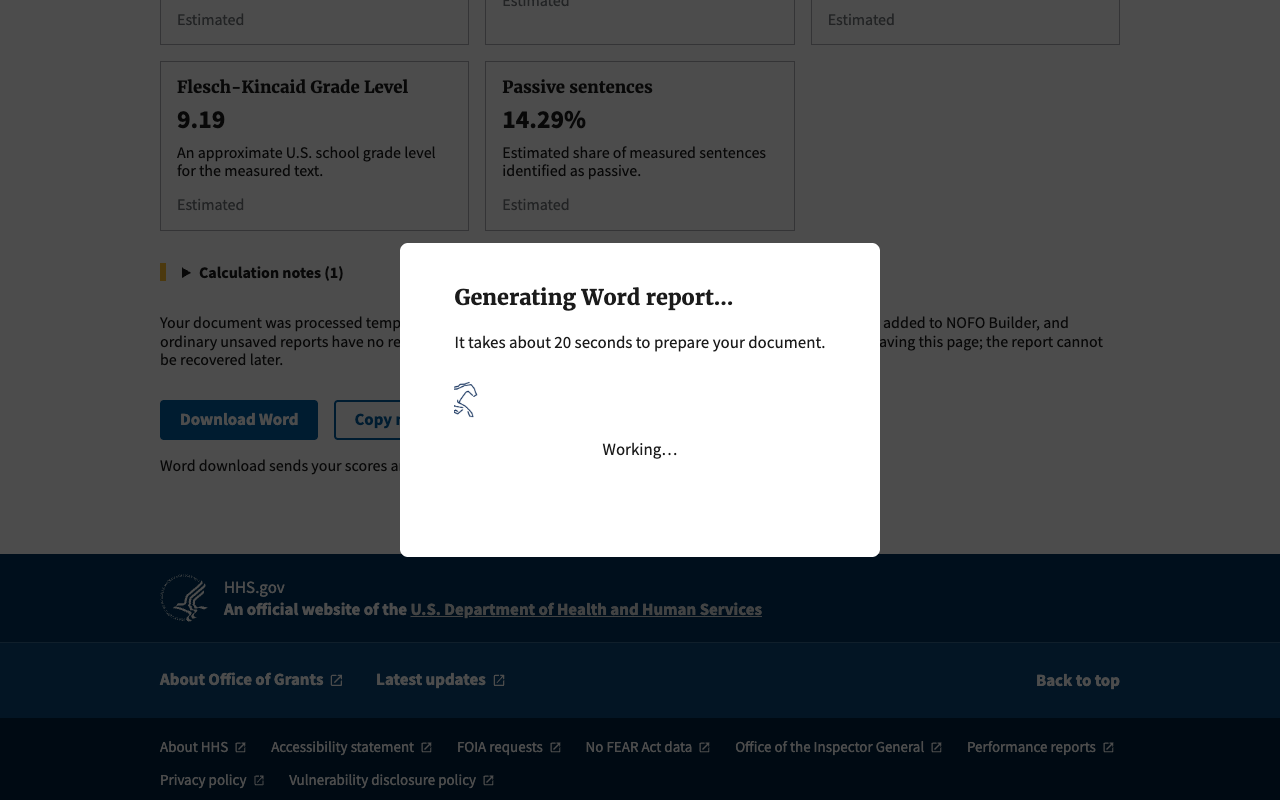 Estimated
Estimated
Estimated
Flesch-Kincaid Grade Level
9.19
An approximate U.S. school grade level
for the measured text.
Estimated
Passive sentences
14.29%
Estimated share of measured sentences
identified as passive.
Estimated
Calculation notes (1)
Your document was processed added to NOFO Builder, and
ordinary unsaved reports have no this page; the report cannot
be recovered later.
Download Word
Copy
Word download sends your scores
Generating Word report…
It takes about 20 seconds to prepare your document.
Working…
HHS.gov
An official website of the U.S. Department of Health and Human Services
About Office of Grants
Latest updates
Back to top
About HHS
Accessibility statement
FOIA requests
No FEAR Act data
Office of the Inspector General
Performance reports
Privacy policy
Vulnerability disclosure policy